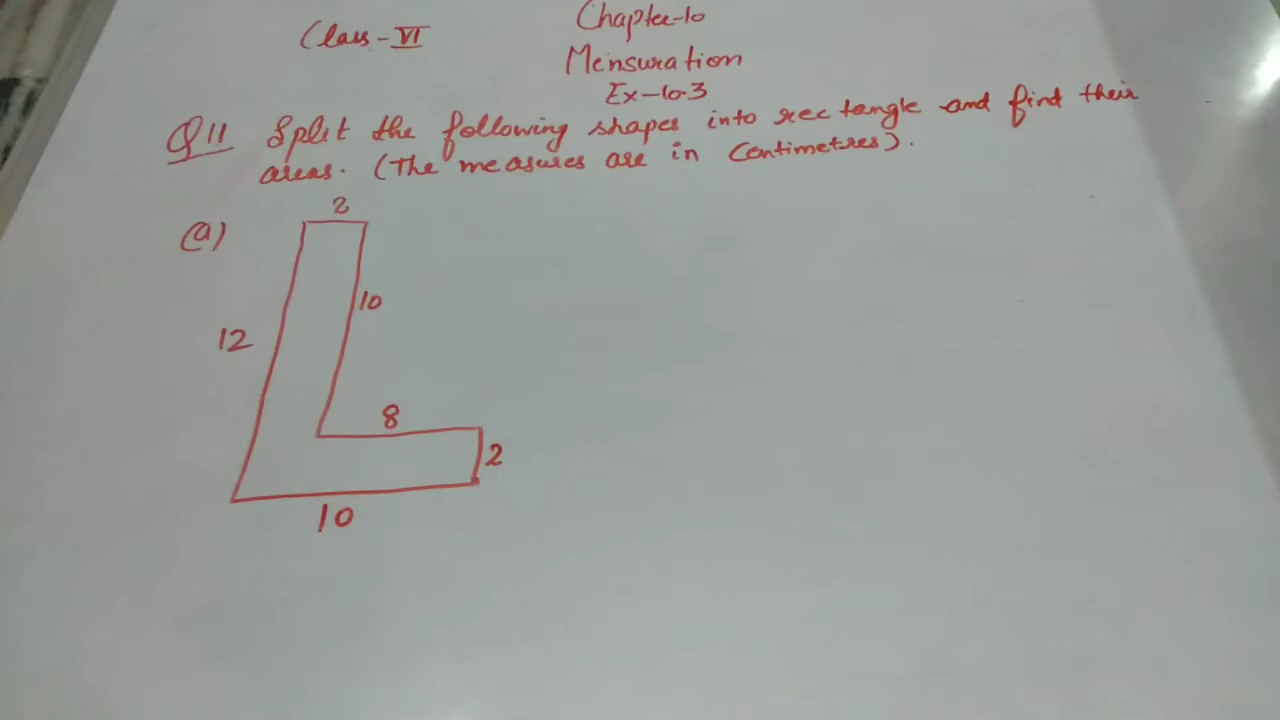 Class-VI
Chapter-10
Mensuration
Ex-10.3
Q11 Split the following shapes into rectangle and find their
areas. (The measures are in Centimetres).
(a)
2
10
12
8
2
10